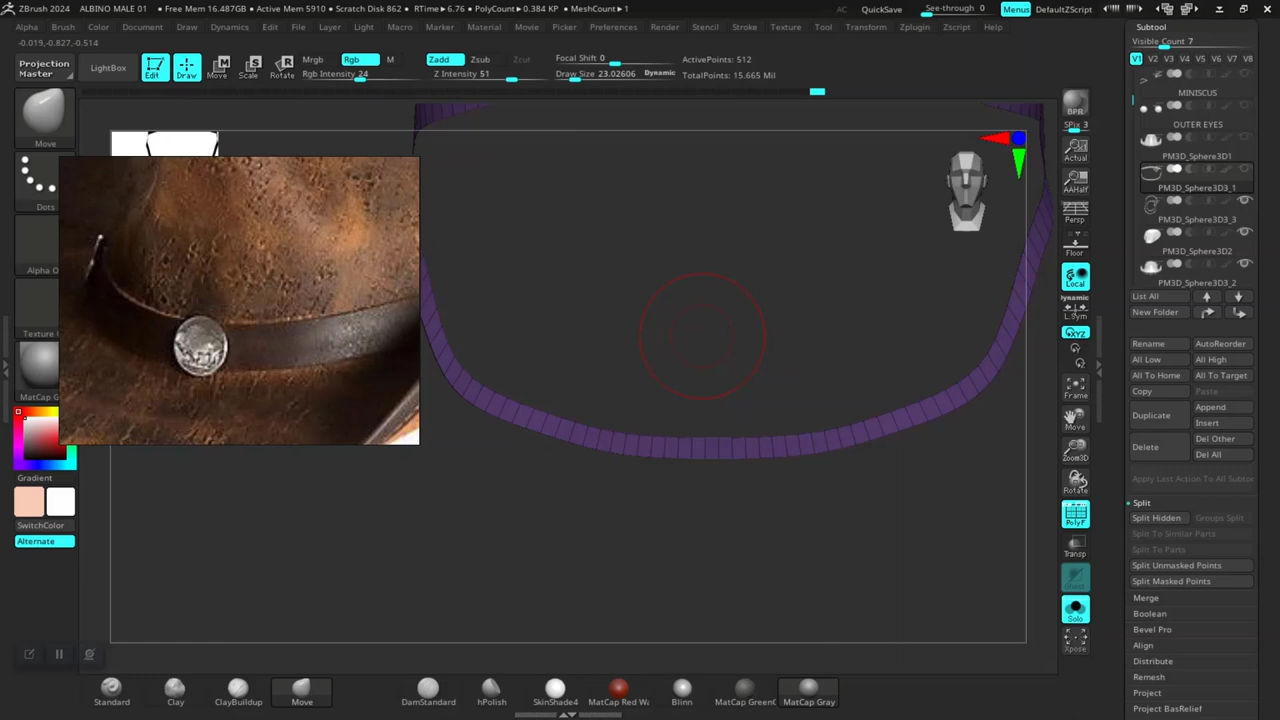 ZBrush 2024 ALBINO MALE 01 ● Free Mem 16.487GB ● Active Mem 5910 ● Scratch Disk 862 ● RTime ▸ 6.76 ● PolyCount ▸ 0.384 KP ● MeshCount ▸ 1 AC QuickSave See-through 0 Menus DefaultZScript
Alpha Brush Color Document Draw Dynamics Edit File Layer Light Macro Marker Material Movie Picker Preferences Render Stencil Stroke Texture Tool Transform Zplugin Zscript Help
-0.019,-0.827,-0.514
Projection Master
LightBox
Edit
Draw
Move
Scale
Rotate
Mrgb Rgb M
Rgb Intensity 24
Zadd Zsub Zcut
Z Intensity 51
Focal Shift 0
Draw Size 23.02606 Dynamic
ActivePoints: 512
TotalPoints: 15.665 Mil
Move
Dots
Alpha O
Texture
MatCap
Gradient
SwitchColor
Alternate
BPR
SPix 3
Actual
AAHalf
Persp
Floor
Local
Dynamic
L.Sym
XYZ
Frame
Move
Zoom3D
Rotate
PolyF
Transp
Ghost
Solo
Xpose
Subtool
Visible Count 7
V1 V2 V3 V4 V5 V6 V7 V8
MINISCUS
OUTER EYES
PM3D_Sphere3D1
PM3D_Sphere3D3_1
PM3D_Sphere3D3_3
PM3D_Sphere3D2
PM3D_Sphere3D3_2
List All
New Folder
Rename AutoReorder
All Low All High
All To Home All To Target
Copy Paste
Duplicate Append
Insert
Delete Del Other
Del All
Apply Last Action To All Subtoo
Split
Split Hidden Groups Split
Split To Similar Parts
Split To Parts
Split Unmasked Points
Split Masked Points
Merge
Boolean
Bevel Pro
Align
Distribute
Remesh
Project
Project BasRelief
Standard Clay ClayBuildup Move DamStandard hPolish SkinShade4 MatCap Red Wa Blinn MatCap GreenC MatCap Gray